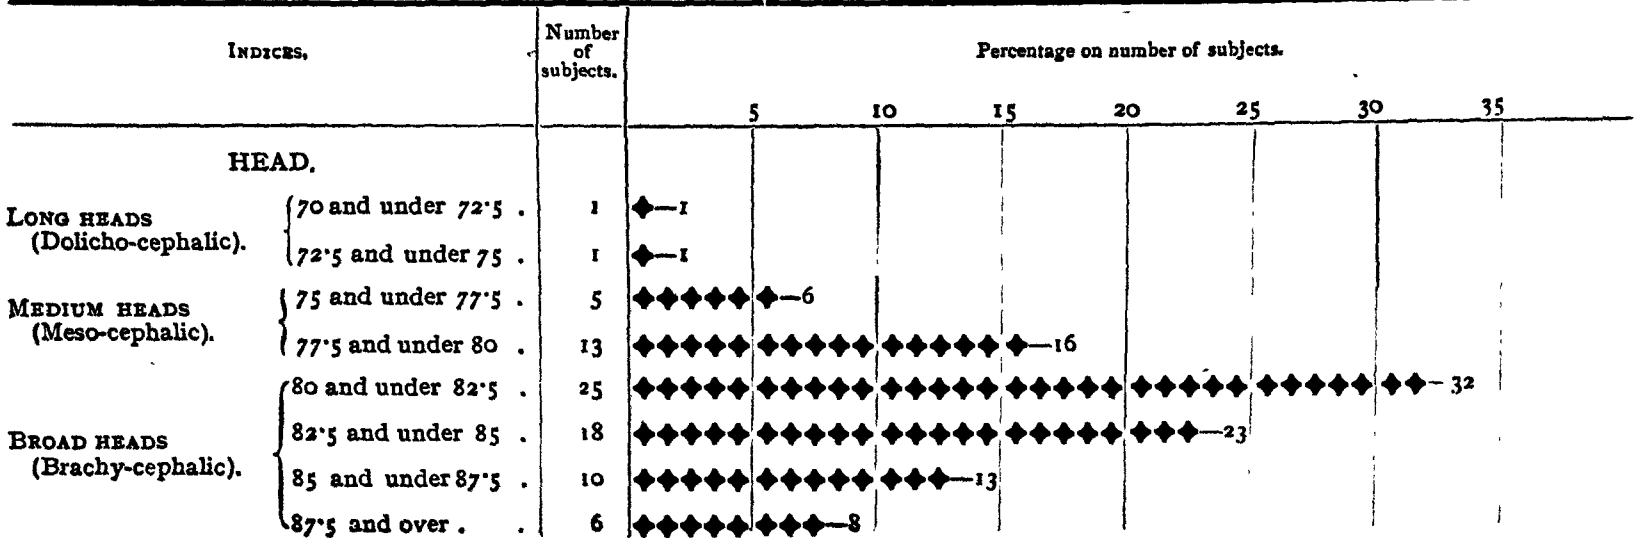 INDICES.
Number
of
subjects.
Percentage on number of subjects.
5 10 15 20 25 30 35
HEAD.
LONG HEADS
(Dolicho-cephalic).
70 and under 72·5 . 1 —1
72·5 and under 75 . 1 —1
MEDIUM HEADS
(Meso-cephalic).
75 and under 77·5 . 5 —6
77·5 and under 80 . 13 —16
BROAD HEADS
(Brachy-cephalic).
80 and under 82·5 . 25 —32
82·5 and under 85 . 18 —23
85 and under 87·5 . 10 —13
87·5 and over . . 6 —8